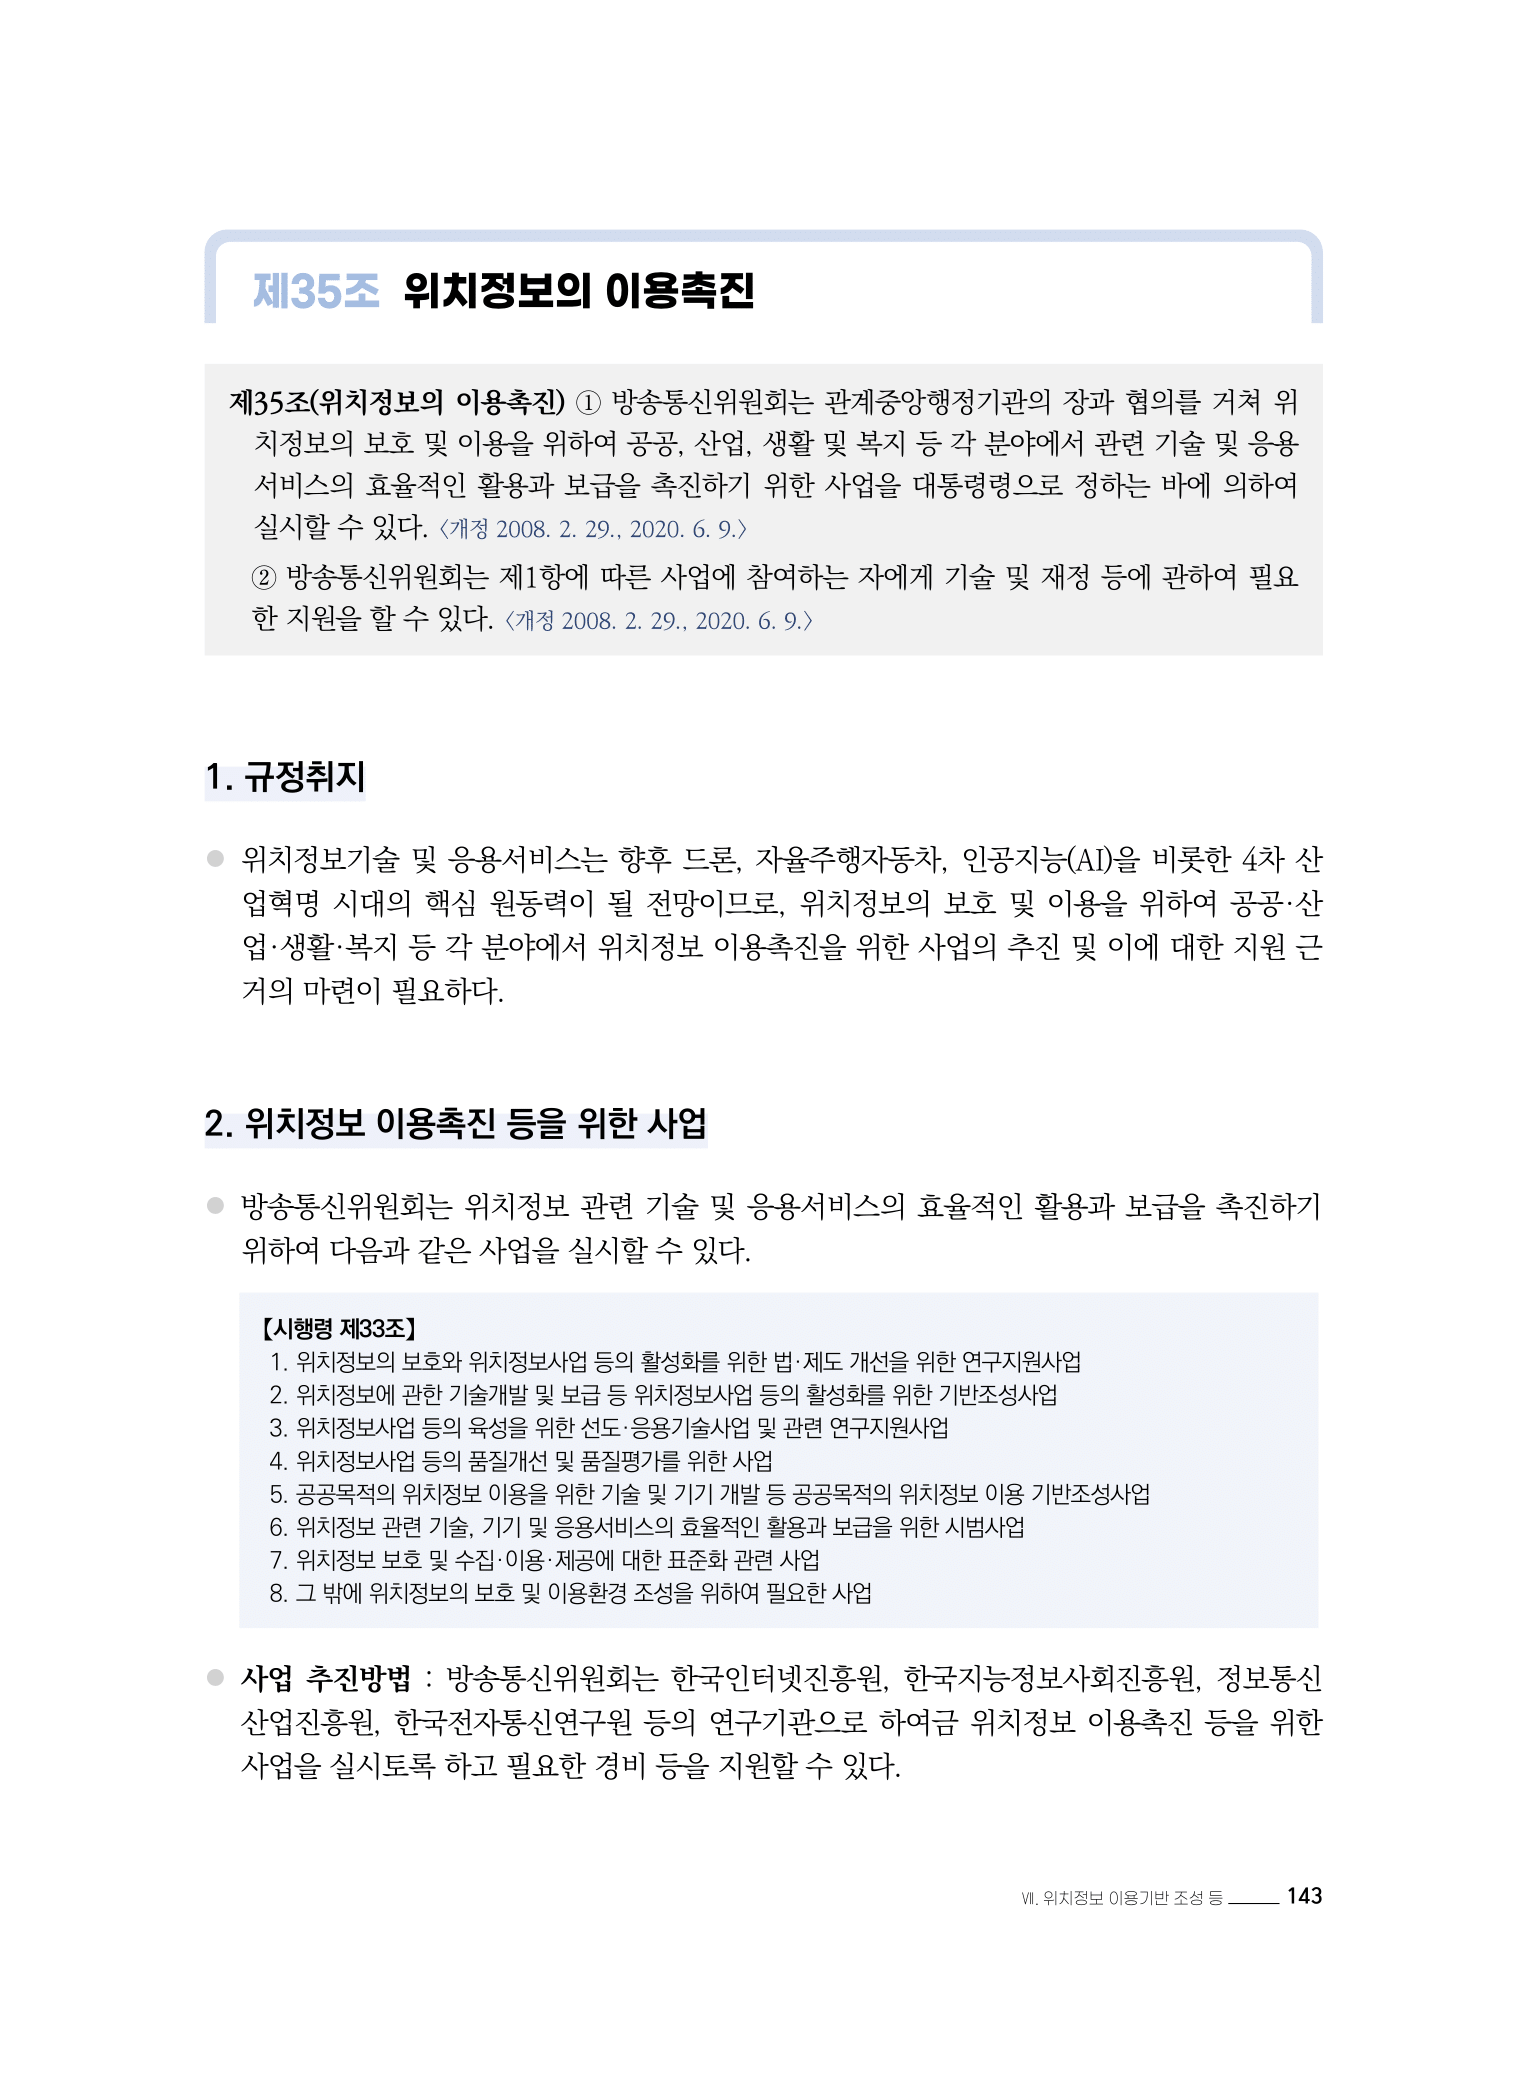 제35조 위치정보의 이용촉진
제35조(위치정보의 이용촉진) ① 방송통신위원회는 관계중앙행정기관의 장과 협의를 거쳐 위
치정보의 보호 및 이용을 위하여 공공, 산업, 생활 및 복지 등 각 분야에서 관련 기술 및 응용
서비스의 효율적인 활용과 보급을 촉진하기 위한 사업을 대통령령으로 정하는 바에 의하여
실시할 수 있다. 〈개정 2008. 2. 29., 2020. 6. 9.〉
② 방송통신위원회는 제1항에 따른 사업에 참여하는 자에게 기술 및 재정 등에 관하여 필요
한 지원을 할 수 있다. 〈개정 2008. 2. 29., 2020. 6. 9.〉
1. 규정취지
● 위치정보기술 및 응용서비스는 향후 드론, 자율주행자동차, 인공지능(AI)을 비롯한 4차 산
업혁명 시대의 핵심 원동력이 될 전망이므로, 위치정보의 보호 및 이용을 위하여 공공·산
업·생활·복지 등 각 분야에서 위치정보 이용촉진을 위한 사업의 추진 및 이에 대한 지원 근
거의 마련이 필요하다.
2. 위치정보 이용촉진 등을 위한 사업
● 방송통신위원회는 위치정보 관련 기술 및 응용서비스의 효율적인 활용과 보급을 촉진하기
위하여 다음과 같은 사업을 실시할 수 있다.
【시행령 제33조】
1. 위치정보의 보호와 위치정보사업 등의 활성화를 위한 법·제도 개선을 위한 연구지원사업
2. 위치정보에 관한 기술개발 및 보급 등 위치정보사업 등의 활성화를 위한 기반조성사업
3. 위치정보사업 등의 육성을 위한 선도·응용기술사업 및 관련 연구지원사업
4. 위치정보사업 등의 품질개선 및 품질평가를 위한 사업
5. 공공목적의 위치정보 이용을 위한 기술 및 기기 개발 등 공공목적의 위치정보 이용 기반조성사업
6. 위치정보 관련 기술, 기기 및 응용서비스의 효율적인 활용과 보급을 위한 시범사업
7. 위치정보 보호 및 수집·이용·제공에 대한 표준화 관련 사업
8. 그 밖에 위치정보의 보호 및 이용환경 조성을 위하여 필요한 사업
● 사업 추진방법 : 방송통신위원회는 한국인터넷진흥원, 한국지능정보사회진흥원, 정보통신
산업진흥원, 한국전자통신연구원 등의 연구기관으로 하여금 위치정보 이용촉진 등을 위한
사업을 실시토록 하고 필요한 경비 등을 지원할 수 있다.
Ⅶ. 위치정보 이용기반 조성 등 143